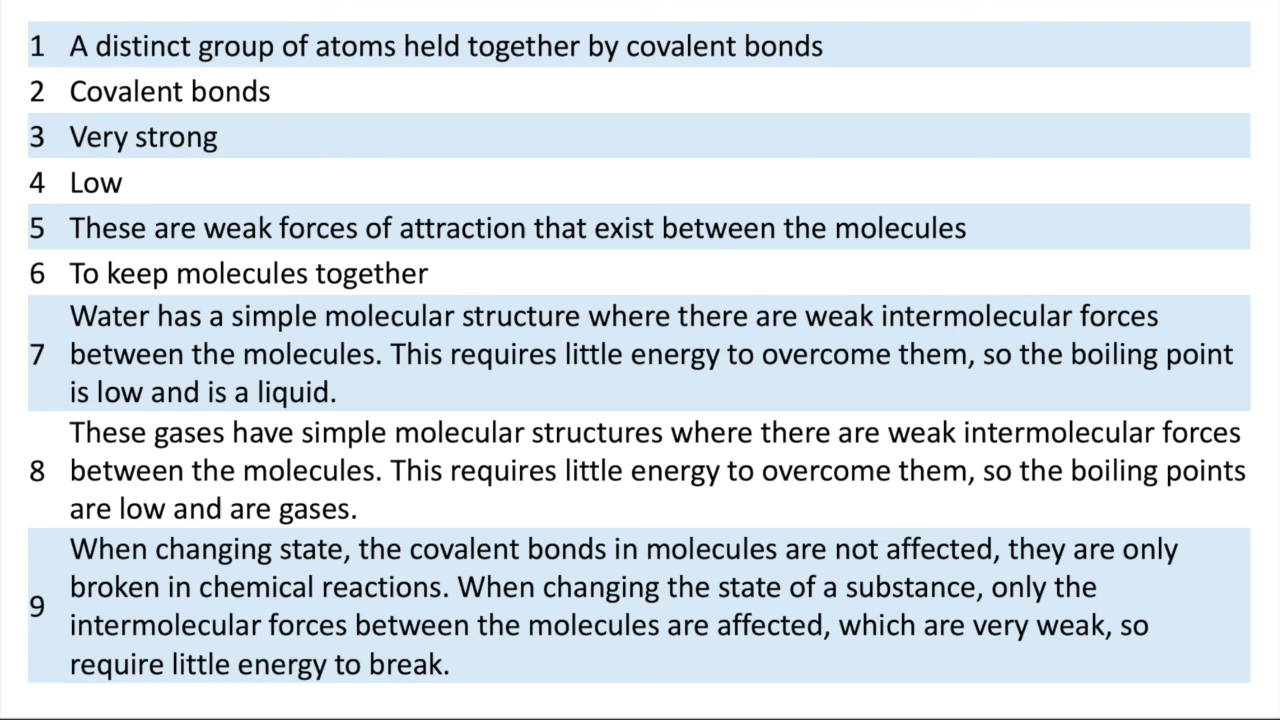 1 A distinct group of atoms held together by covalent bonds
2 Covalent bonds
3 Very strong
4 Low
5 These are weak forces of attraction that exist between the molecules
6 To keep molecules together
Water has a simple molecular structure where there are weak intermolecular forces
7 between the molecules. This requires little energy to overcome them, so the boiling point
is low and is a liquid.
These gases have simple molecular structures where there are weak intermolecular forces
8 between the molecules. This requires little energy to overcome them, so the boiling points
are low and are gases.
When changing state, the covalent bonds in molecules are not affected, they are only
broken in chemical reactions. When changing the state of a substance, only the
9 intermolecular forces between the molecules are affected, which are very weak, so
require little energy to break.